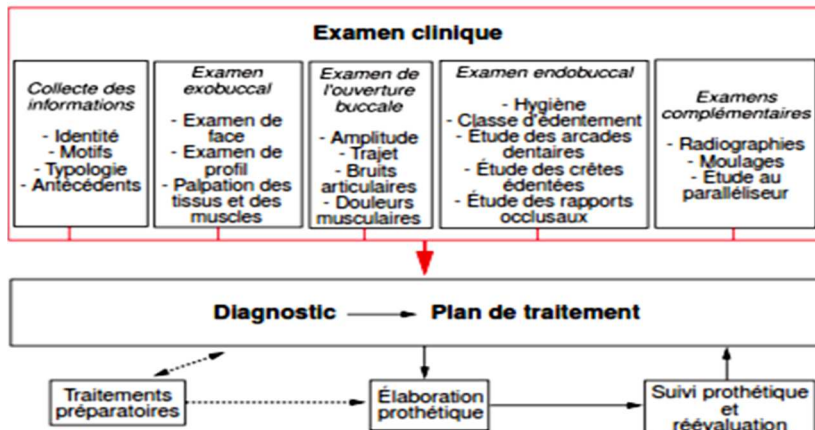 Examen clinique
Collecte des
informations
- Identité
- Motifs
- Typologie
- Antécédents
Examen
exobuccal
- Examen de
face
- Examen de
profil
- Palpation des
tissus et des
muscles
Examen de
l'ouverture
buccale
- Amplitude
- Trajet
- Bruits
articulaires
- Douleurs
musculaires
Examen endobuccal
- Hygiène
- Classe d'édentement
- Étude des arcades
dentaires
- Étude des crêtes
édentées
- Étude des rapports
occlusaux
Examens
complémentaires
- Radiographies
- Moulages
- Étude au
paralléliseur
Diagnostic Plan de traitement
Traitements
préparatoires
Élaboration
prothétique
Suivi prothétique
et
réévaluation